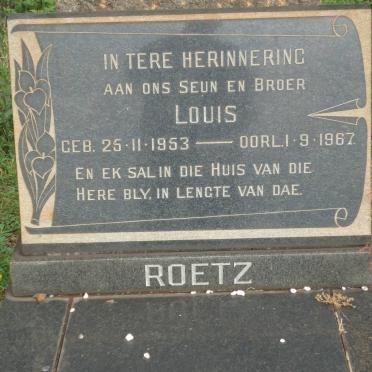 IN TERE HERINNERING
AAN ONS SEUN EN BROER
LOUIS
GEB. 25-11-1953 — OORL. 1-9-1967
EN EK SAL IN DIE HUIS VAN DIE
HERE BLY, IN LENGTE VAN DAE.
ROETZ